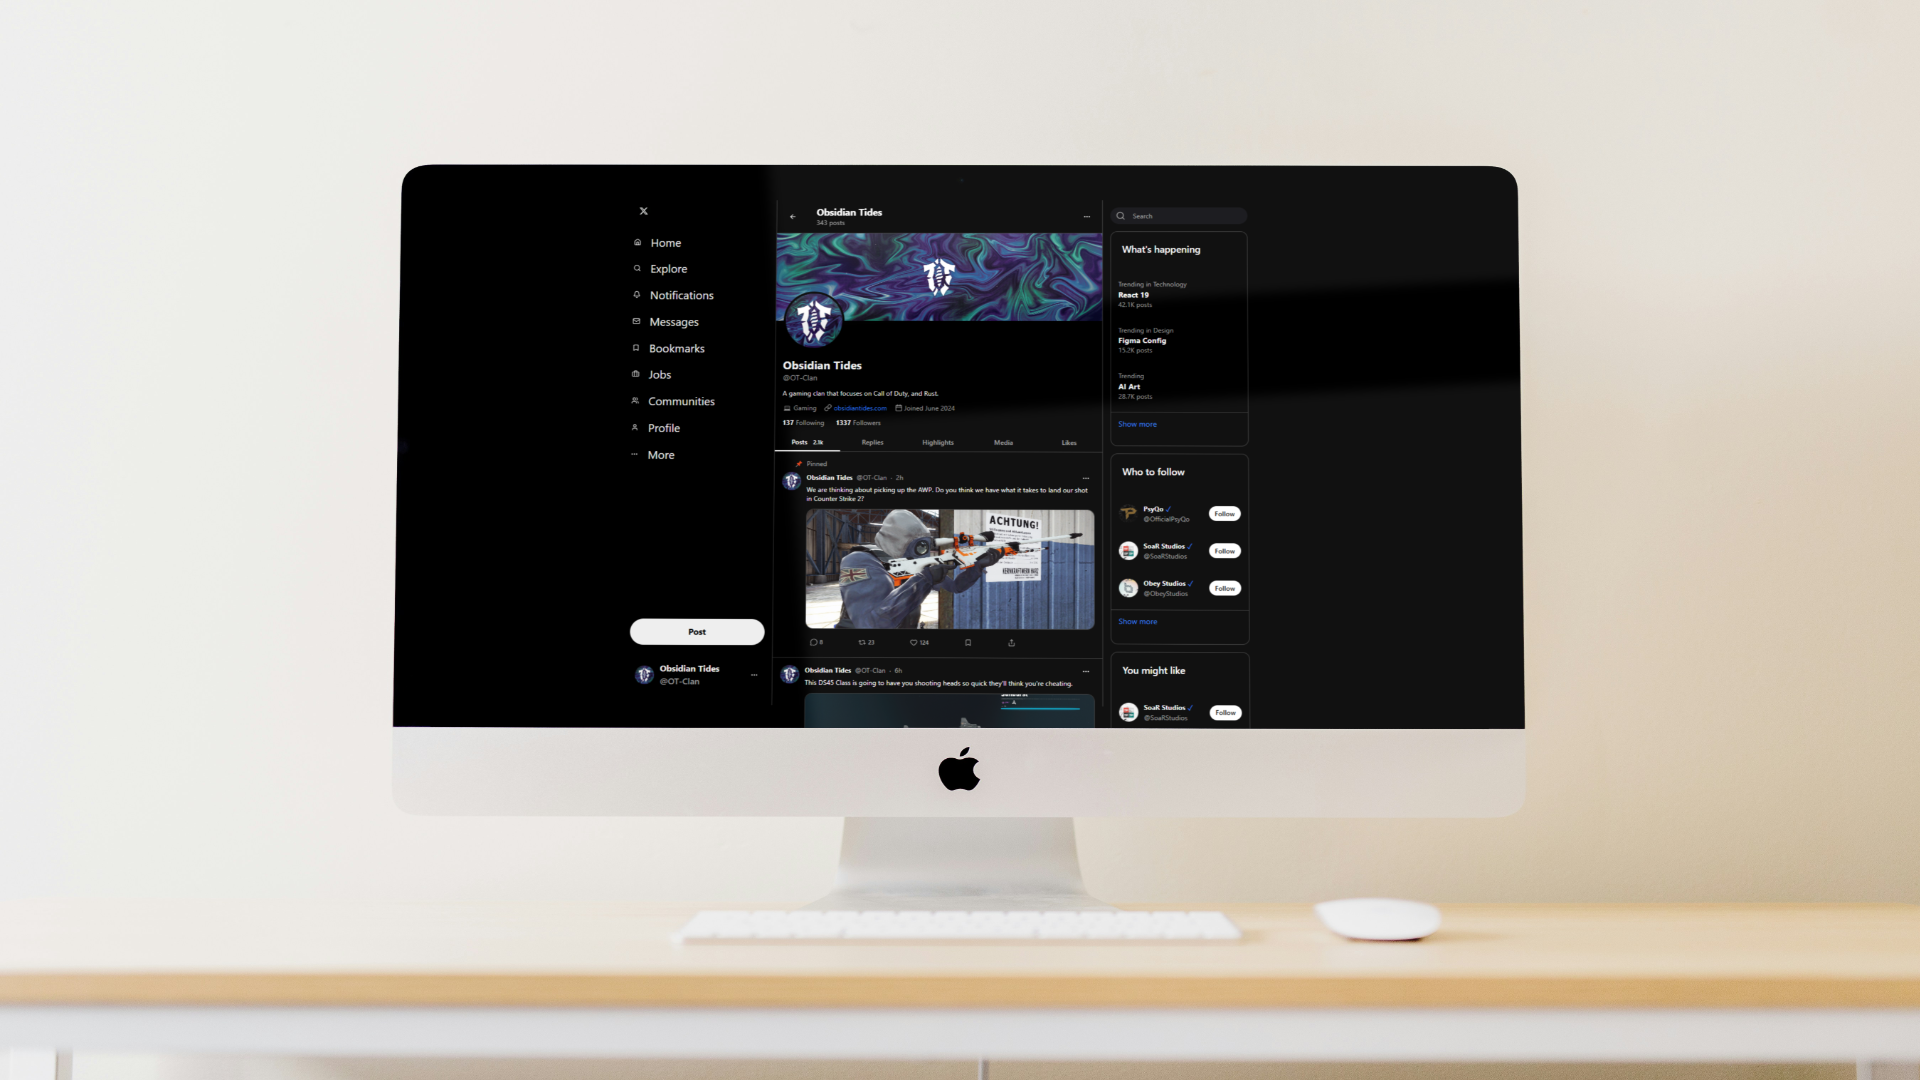 Home
Explore
Notifications
Messages
Bookmarks
Jobs
Communities
Profile
More
Post
Obsidian Tides
@OT-Clan
Obsidian Tides
343 posts
Obsidian Tides
@OT-Clan
A gaming clan that focuses on Call of Duty, and Rust.
Gaming obsidiantides.com Joined June 2024
137 Following 1337 Followers
Posts 2.1k Replies Highlights Media Likes
Pinned
Obsidian Tides @OT-Clan · 2h
We are thinking about picking up the AWP. Do you think we have what it takes to land our shot
in Counter Strike 2?
ACHTUNG!
8 23 124
Obsidian Tides @OT-Clan · 6h
This DS45 Class is going to have you shooting heads so quick they'll think you're cheating.
Search
What's happening
Trending in Technology
React 19
42.1K posts
Trending in Design
Figma Config
15.2K posts
Trending
AI Art
28.7K posts
Show more
Who to follow
PsyQo
@OfficialPsyQo
Follow
SoaR Studios
@SoaRStudios
Follow
Obey Studios
@ObeyStudios
Follow
Show more
You might like
SoaR Studios
@SoaRStudios
Follow